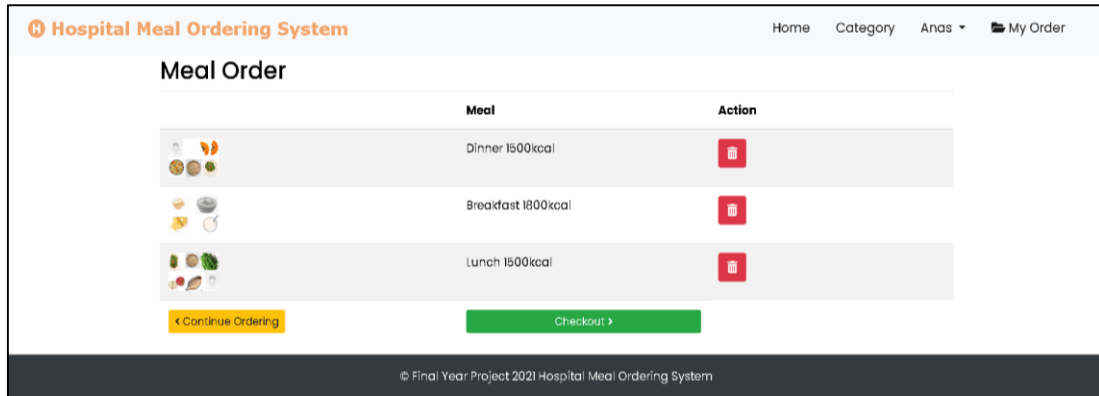 H Hospital Meal Ordering System
Home Category Anas My Order
Meal Order
Meal Action
Dinner 1500kcal
Breakfast 1800kcal
Lunch 1500kcal
Continue Ordering Checkout
© Final Year Project 2021 Hospital Meal Ordering System